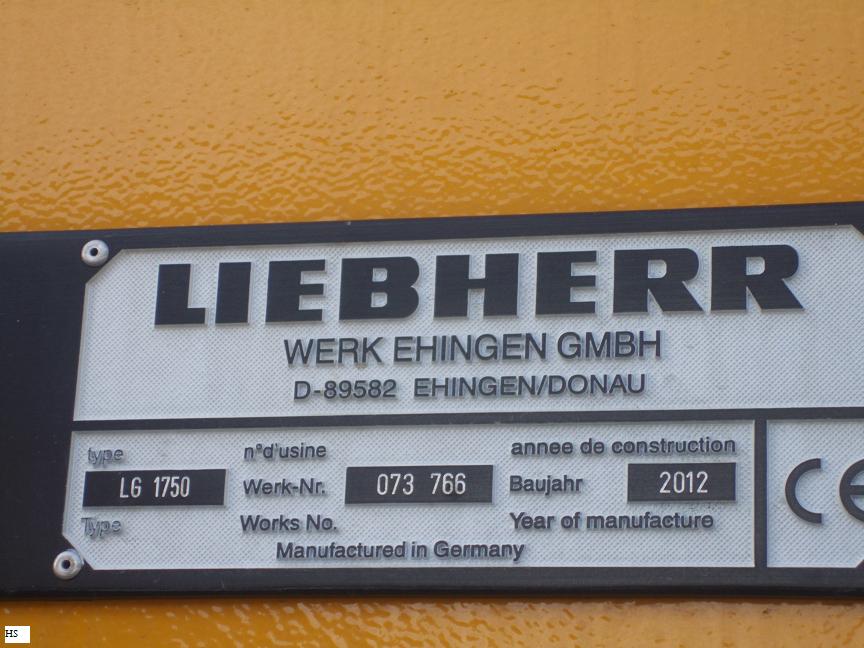 LIEBHERR
WERK EHINGEN GMBH
D-89582 EHINGEN/DONAU
type n°d'usine annee de construction
LG 1750 Werk-Nr. 073 766 Baujahr 2012
Type Works No. Year of manufacture
Manufactured in Germany
CE
HS